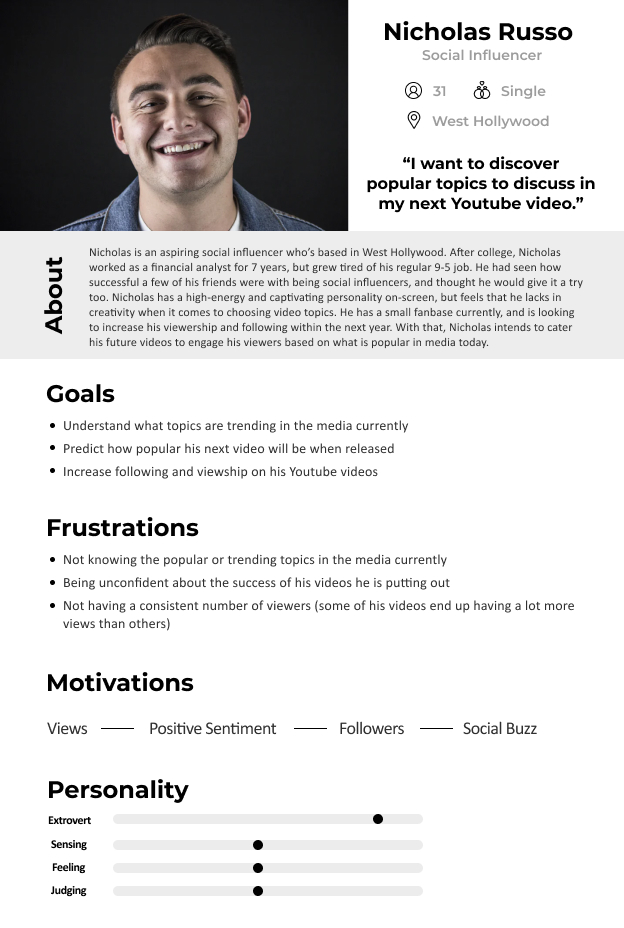 Nicholas Russo
Social Influencer
31 Single
West Hollywood
“I want to discover
popular topics to discuss in
my next Youtube video.”
About
Nicholas is an aspiring social influencer who’s based in West Hollywood. After college, Nicholas
worked as a financial analyst for 7 years, but grew tired of his regular 9-5 job. He had seen how
successful a few of his friends were with being social influencers, and thought he would give it a try
too. Nicholas has a high-energy and captivating personality on-screen, but feels that he lacks in
creativity when it comes to choosing video topics. He has a small fanbase currently, and is looking
to increase his viewership and following within the next year. With that, Nicholas intends to cater
his future videos to engage his viewers based on what is popular in media today.
Goals
Understand what topics are trending in the media currently
Predict how popular his next video will be when released
Increase following and viewship on his Youtube videos
Frustrations
Not knowing the popular or trending topics in the media currently
Being unconfident about the success of his videos he is putting out
Not having a consistent number of viewers (some of his videos end up having a lot more
views than others)
Motivations
Views Positive Sentiment Followers Social Buzz
Personality
Extrovert
Sensing
Feeling
Judging